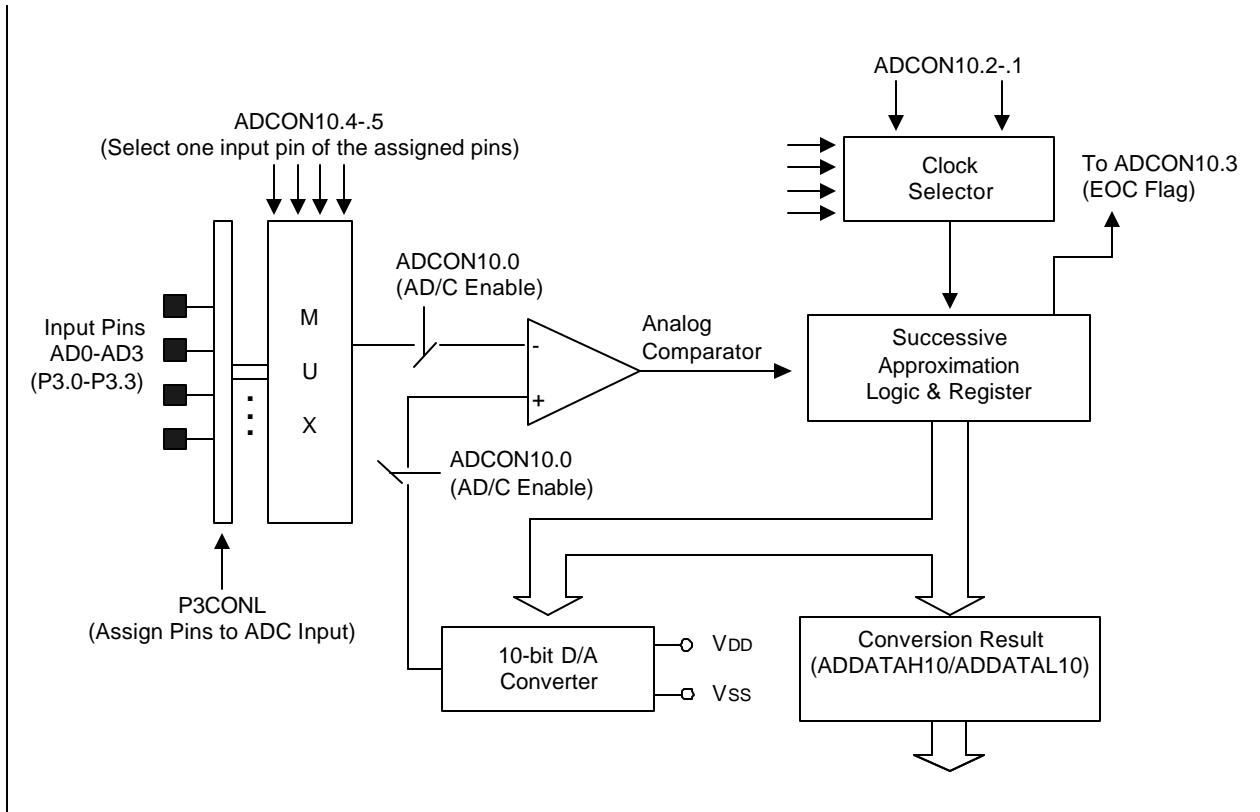 ADCON10.2-.1
ADCON10.4-.5
(Select one input pin of the assigned pins)
Clock
Selector
To ADCON10.3
(EOC Flag)
ADCON10.0
(AD/C Enable)
Input Pins
AD0-AD3
(P3.0-P3.3)
M
U
X
-
+
Analog
Comparator
Successive
Approximation
Logic & Register
ADCON10.0
(AD/C Enable)
P3CONL
(Assign Pins to ADC Input)
10-bit D/A
Converter
VDD
VSS
Conversion Result
(ADDATAH10/ADDATAL10)